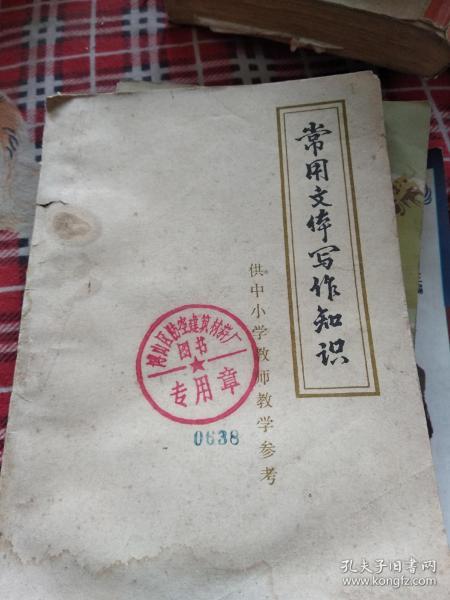 常用文体写作知识
供中小学教师教学参考
图书
专用章
0638
孔夫子旧书网
www.kongfz.com